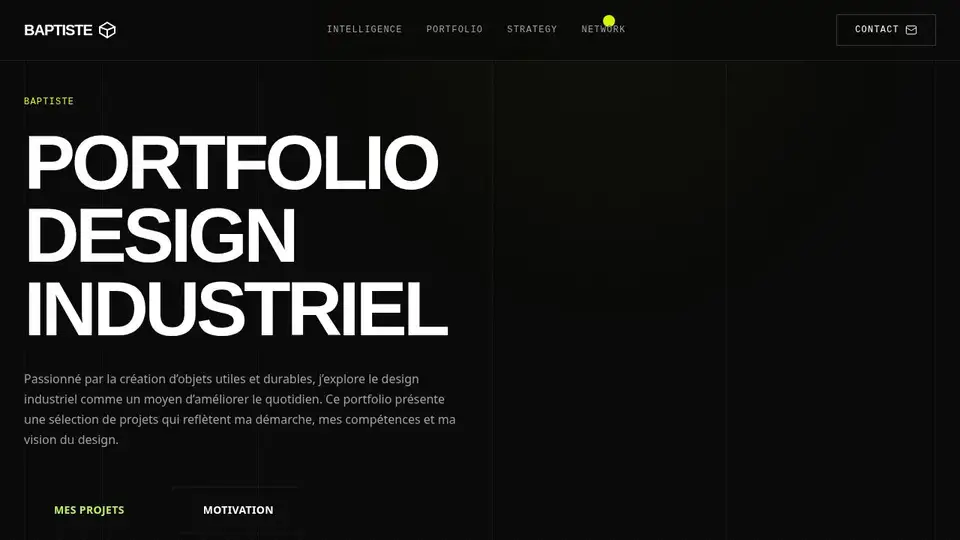 BAPTISTE
INTELLIGENCE
PORTFOLIO
STRATEGY
NETWORK
CONTACT
BAPTISTE
PORTFOLIO
DESIGN
INDUSTRIEL
Passionné par la création d’objets utiles et durables, j’explore le design
industriel comme un moyen d’améliorer le quotidien. Ce portfolio présente
une sélection de projets qui reflètent ma démarche, mes compétences et ma
vision du design.
MES PROJETS
MOTIVATION